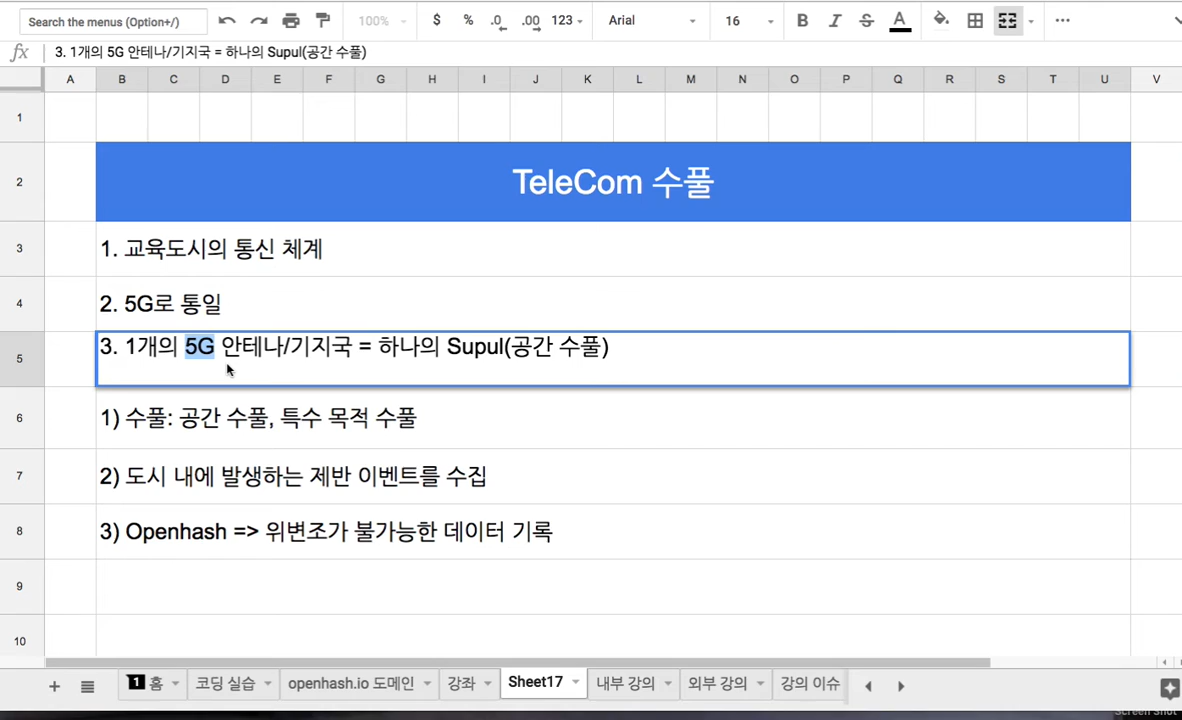 Search the menus (Option+/)
100%
$ % .0 .00 123
Arial
16
B I S A
fx 3. 1개의 5G 안테나/기지국 = 하나의 Supul(공간 수풀)
A B C D E F G H I J K L M N O P Q R S T U V
1
2 TeleCom 수풀
3 1. 교육도시의 통신 체계
4 2. 5G로 통일
5 3. 1개의 5G 안테나/기지국 = 하나의 Supul(공간 수풀)
6 1) 수풀: 공간 수풀, 특수 목적 수풀
7 2) 도시 내에 발생하는 제반 이벤트를 수집
8 3) Openhash => 위변조가 불가능한 데이터 기록
9
10
1 홈 코딩 실습 openhash.io 도메인 강좌 Sheet17 내부 강의 외부 강의 강의 이슈
Screen Shot